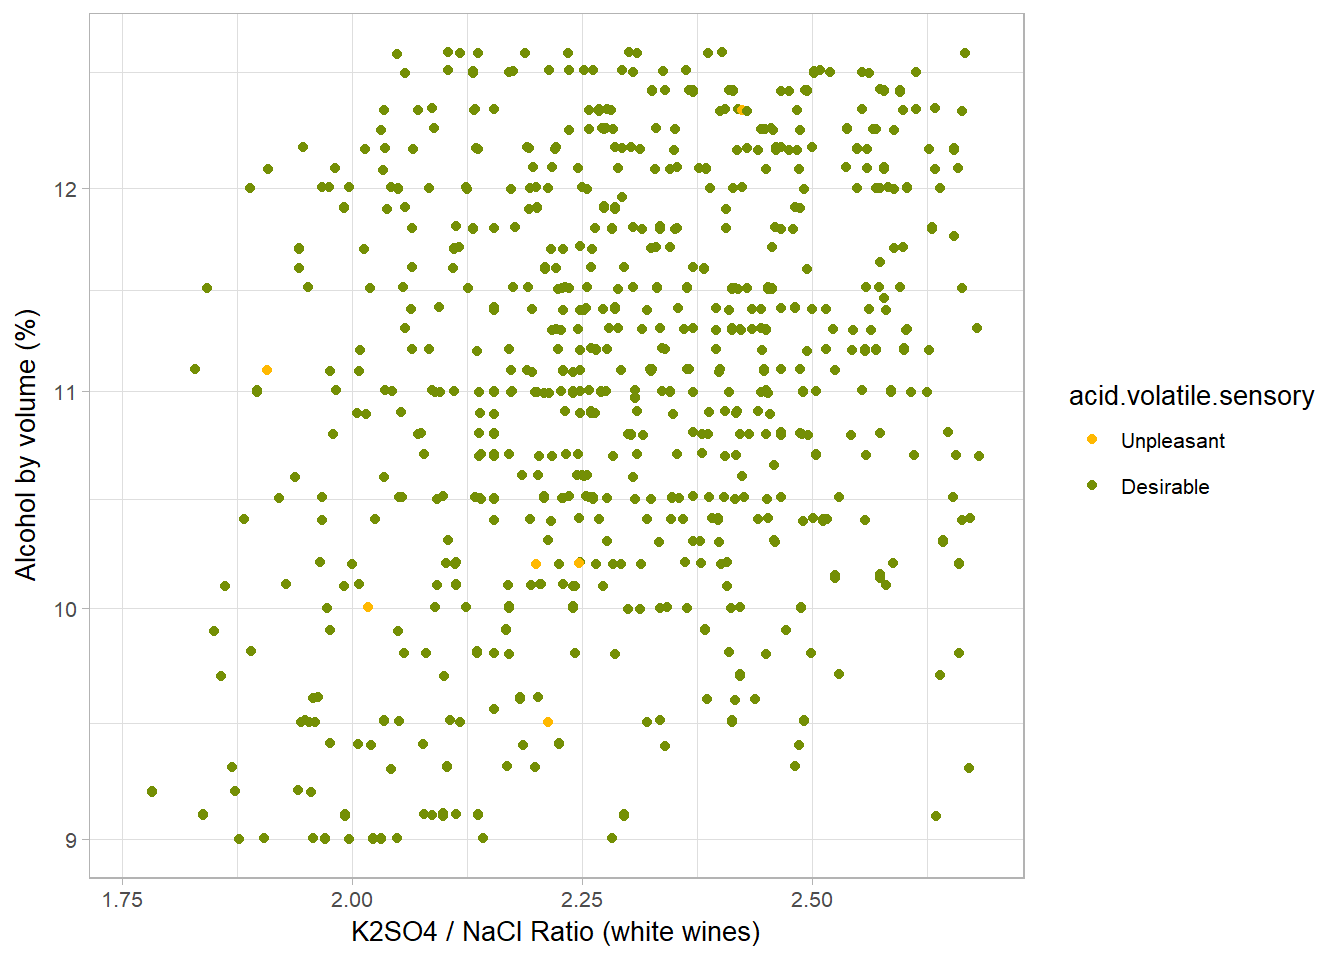 12
11
10
9
Alcohol by volume (%)
1.75
2.00
2.25
2.50
K2SO4 / NaCl Ratio (white wines)
acid.volatile.sensory
Unpleasant
Desirable